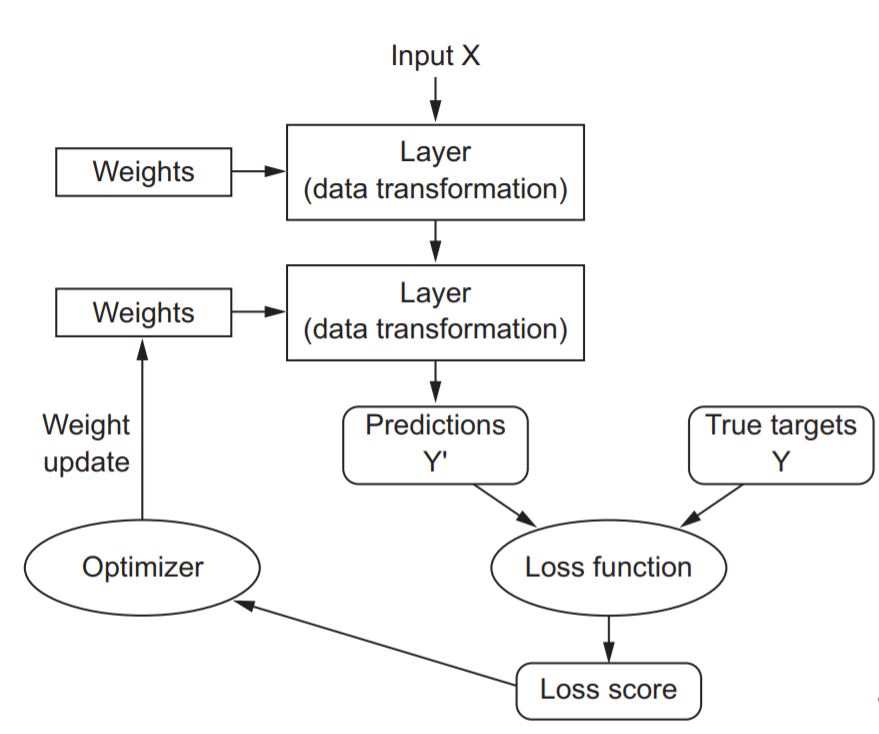 Input X
Weights
Layer
(data transformation)
Weights
Layer
(data transformation)
Weight
update
Predictions
Y'
True targets
Y
Optimizer
Loss function
Loss score